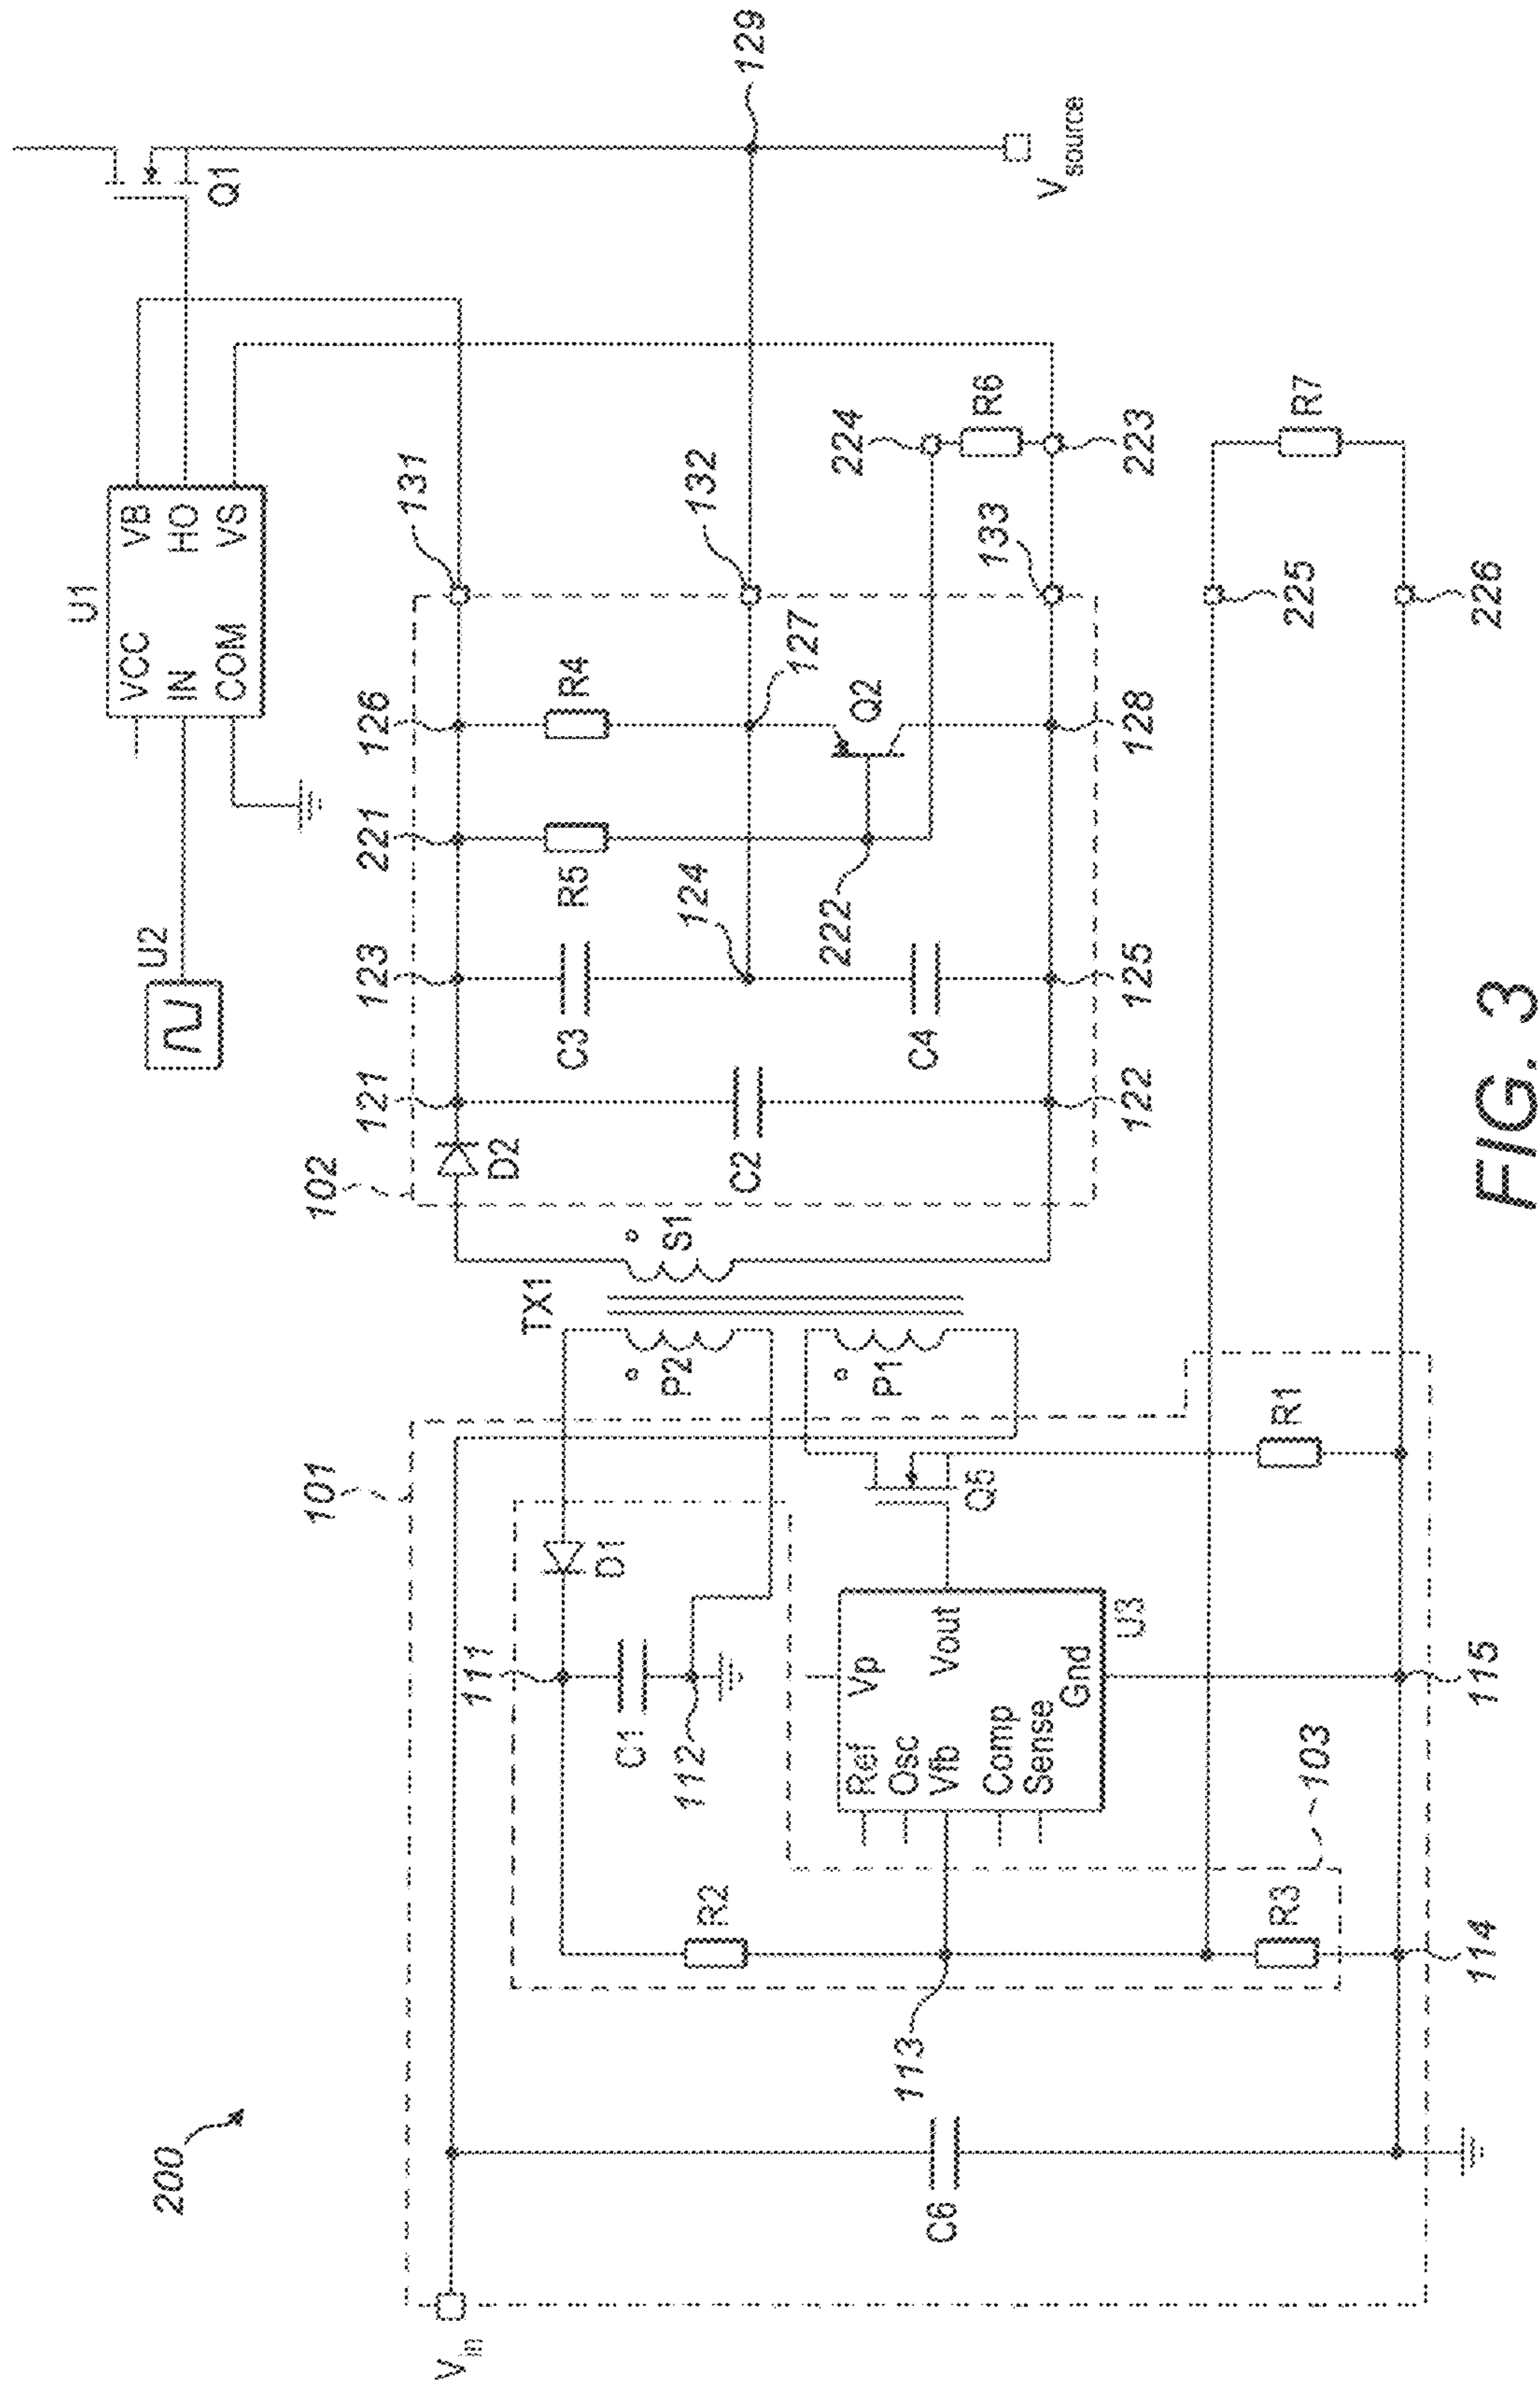 200
Vin
C6
101
103
111
112
113
114
115
C1
D1
R2
R3
R1
U3
Vp
Ref
Osc
Vfb
Comp
Sense
Vout
Gnd
Q5
TX1
P2
P1
S1
102
121
122
123
124
125
126
127
128
221
222
D2
C2
C3
C4
R5
R4
Q2
131
132
133
224
223
R6
225
226
R7
U2
U1
VCC
IN
COM
VB
HO
VS
Q1
129
Vsource
FIG. 3